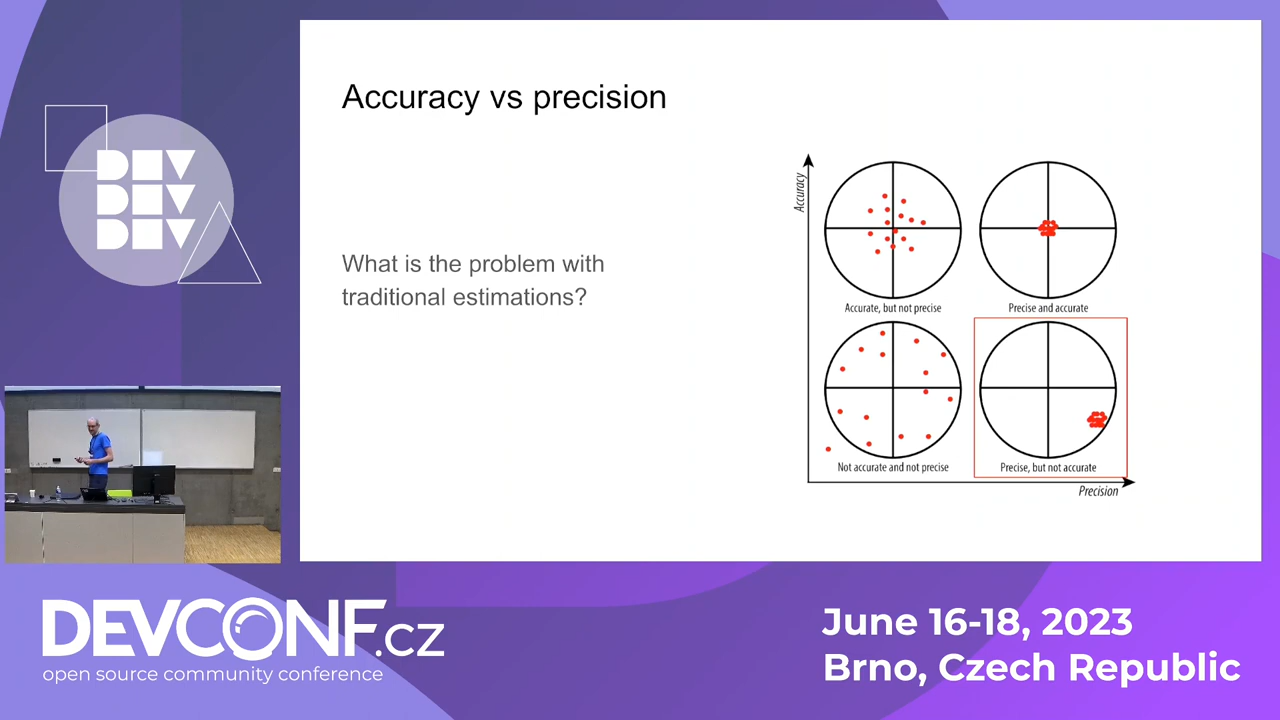 DEV
DEV
DEV
Accuracy vs precision
What is the problem with
traditional estimations?
Accuracy
Accurate, but not precise
Precise and accurate
Not accurate and not precise
Precise, but not accurate
Precision
DEVCONF.cz
open source community conference
June 16-18, 2023
Brno, Czech Republic